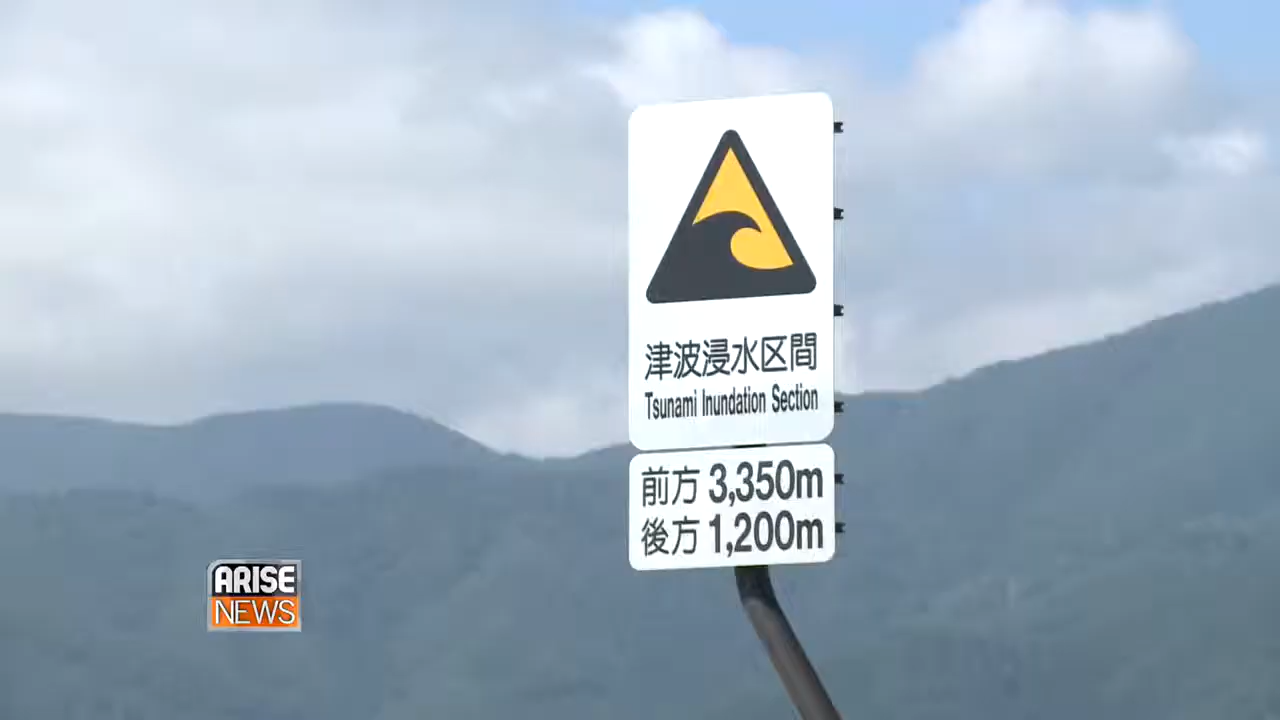 津波浸水区間
Tsunami Inundation Section
前方 3,350m
後方 1,200m
ARISE
NEWS